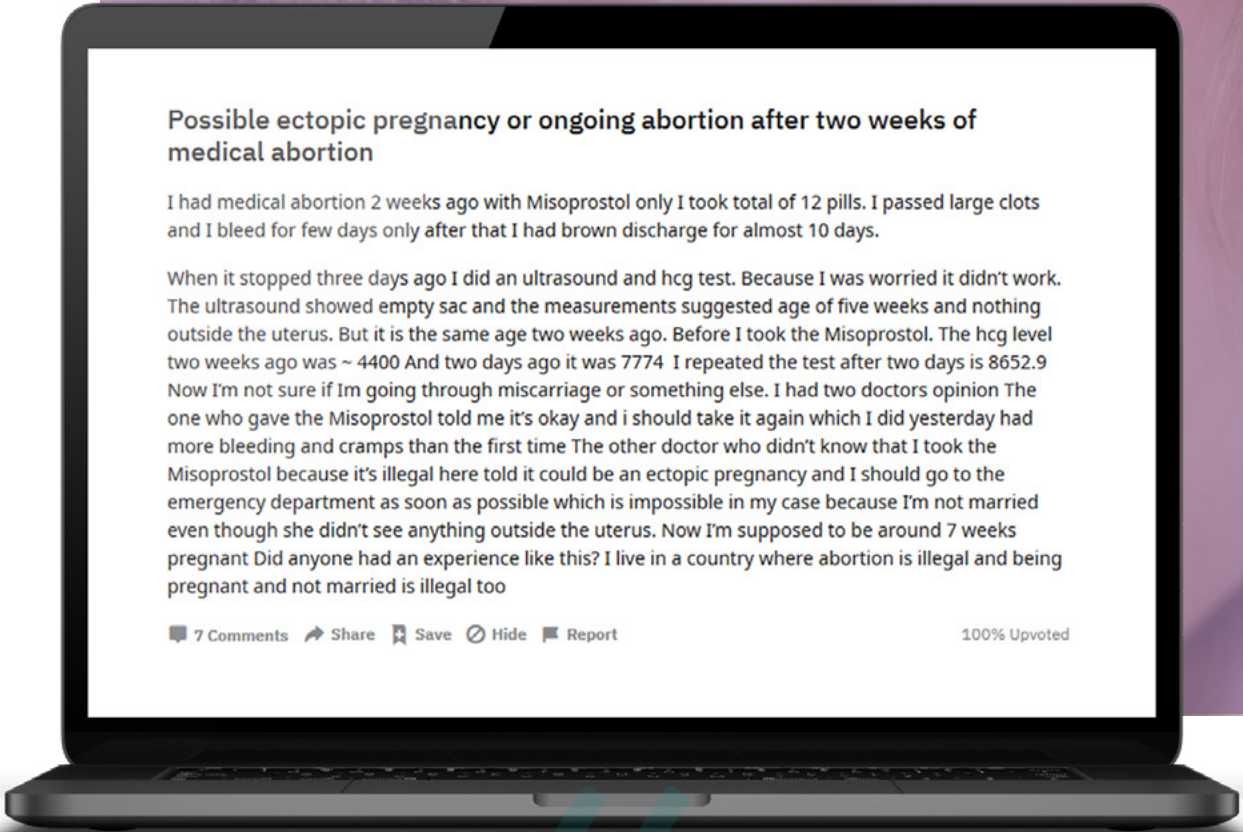 Possible ectopic pregnancy or ongoing abortion after two weeks of
medical abortion
I had medical abortion 2 weeks ago with Misoprostol only I took total of 12 pills. I passed large clots
and I bleed for few days only after that I had brown discharge for almost 10 days.
When it stopped three days ago I did an ultrasound and hcg test. Because I was worried it didn't work.
The ultrasound showed empty sac and the measurements suggested age of five weeks and nothing
outside the uterus. But it is the same age two weeks ago. Before I took the Misoprostol. The hcg level
two weeks ago was ~ 4400 And two days ago it was 7774 I repeated the test after two days is 8652.9
Now I'm not sure if Im going through miscarriage or something else. I had two doctors opinion The
one who gave the Misoprostol told me it's okay and i should take it again which I did yesterday had
more bleeding and cramps than the first time The other doctor who didn't know that I took the
Misoprostol because it's illegal here told it could be an ectopic pregnancy and I should go to the
emergency department as soon as possible which is impossible in my case because I'm not married
even though she didn't see anything outside the uterus. Now I'm supposed to be around 7 weeks
pregnant Did anyone had an experience like this? I live in a country where abortion is illegal and being
pregnant and not married is illegal too
7 Comments Share Save Hide Report 100% Upvoted